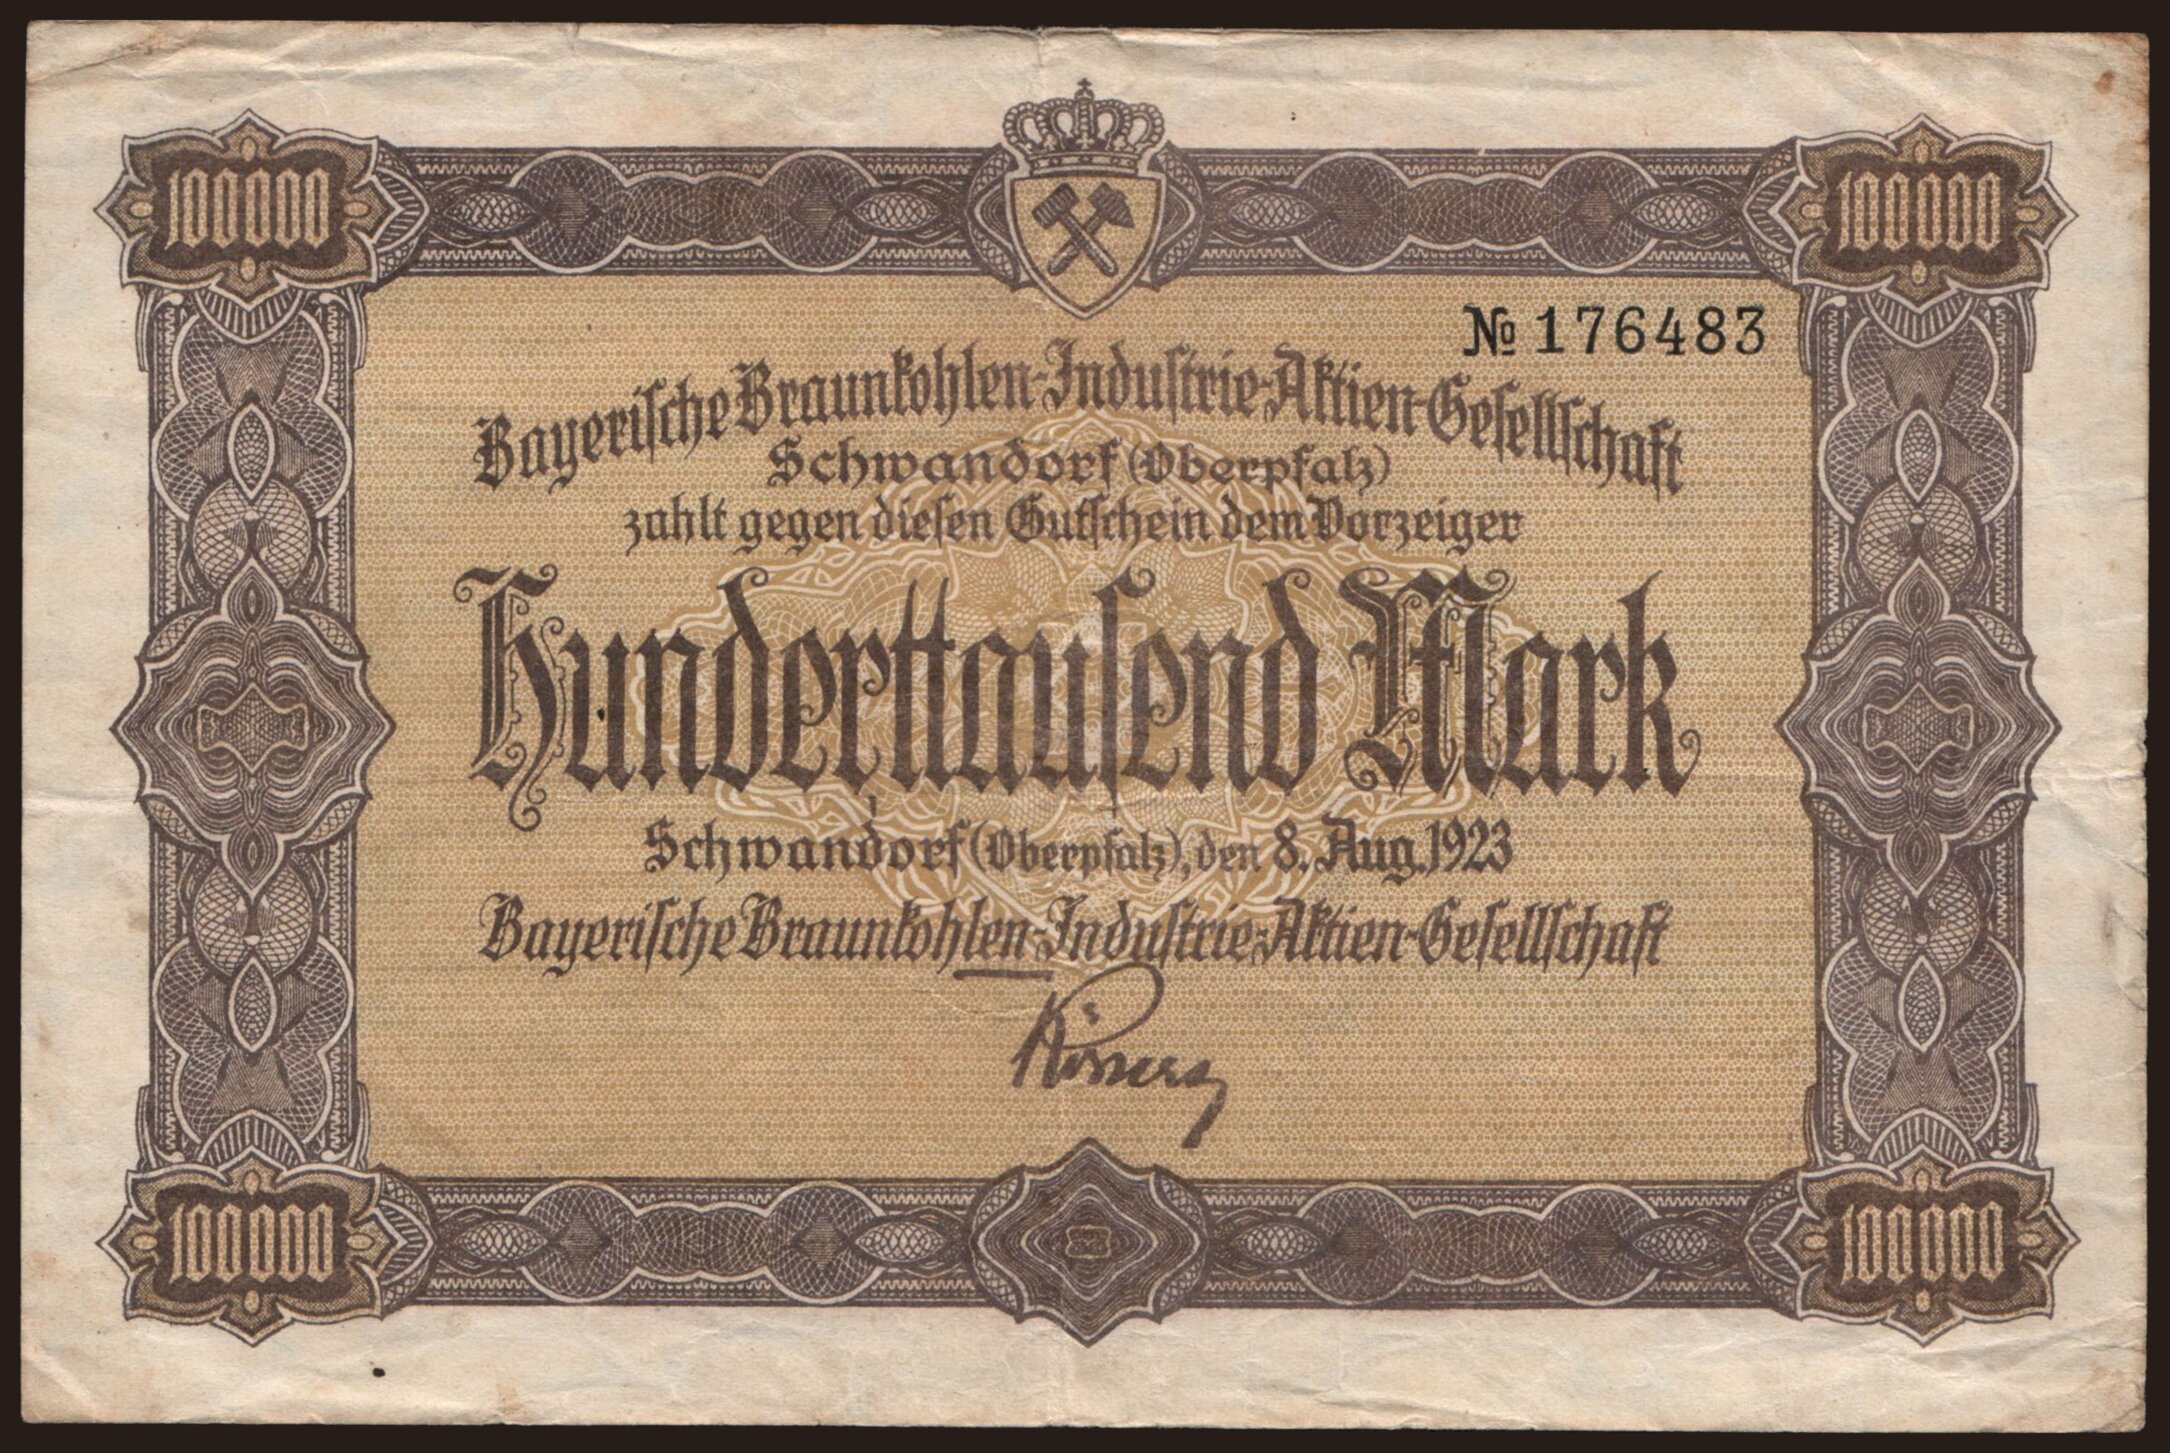 100000
100000
№ 176483
Bayerische Braunkohlen-Industrie-Aktien-Gesellschaft
Schwandorf (Oberpfalz)
zahlt gegen diesen Gutschein dem Vorzeiger
Hunderttausend Mark
Schwandorf (Oberpfalz), den 8. Aug. 1923
Bayerische Braunkohlen-Industrie-Aktien-Gesellschaft
100000
100000